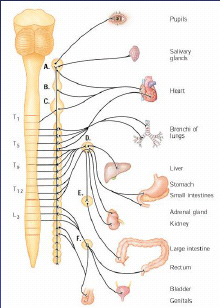 Pupils
A.
Salivary
glands
B.
Heart
C.
T1
Bronchi of
lungs
T5
D.
T9
Liver
Stomach
T12
Small intestines
E.
Adrenal gland
L2
Kidney
F.
Large intestine
Rectum
Bladder
Genitals